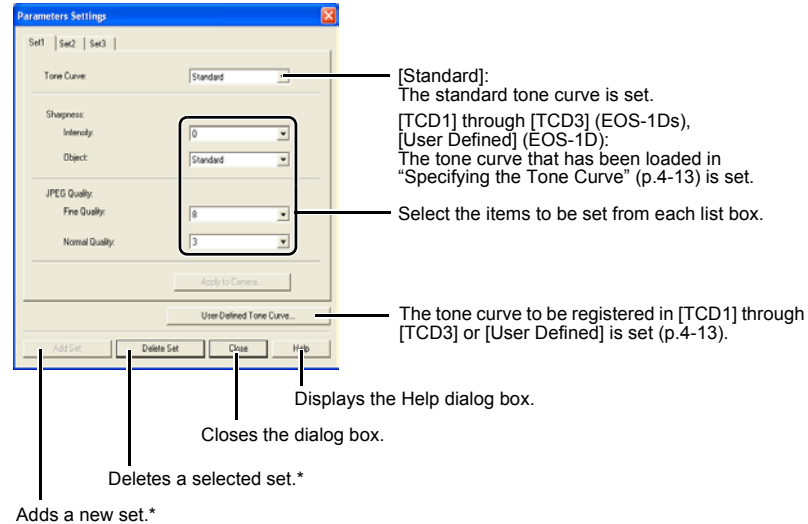 Parameters Settings
Set1 Set2 Set3
Tone Curve: Standard
[Standard]:
The standard tone curve is set.
[TCD1] through [TCD3] (EOS-1Ds),
[User Defined] (EOS-1D):
The tone curve that has been loaded in
“Specifying the Tone Curve” (p.4-13) is set.
Sharpness:
Intensity: 0
Object: Standard
JPEG Quality:
Fine Quality: 8
Select the items to be set from each list box.
Normal Quality: 3
Apply to Camera...
User-Defined Tone Curve...
The tone curve to be registered in [TCD1] through
[TCD3] or [User Defined] is set (p.4-13).
Add Set Delete Set Close Help
Displays the Help dialog box.
Closes the dialog box.
Deletes a selected set.*
Adds a new set.*